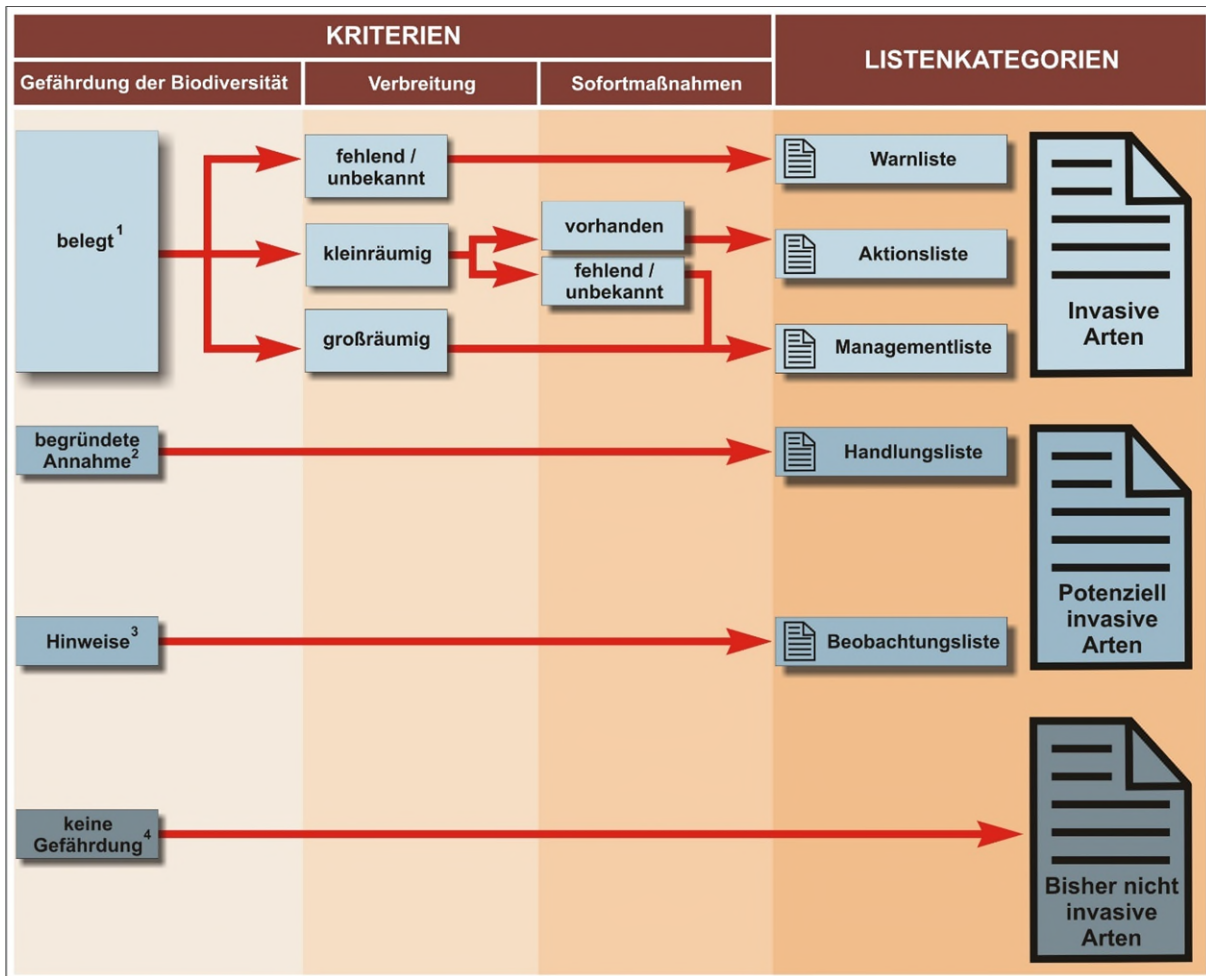 KRITERIEN
LISTENKATEGORIEN
Gefährdung der Biodiversität
Verbreitung
Sofortmaßnahmen
belegt1
fehlend /
unbekannt
Warnliste
kleinräumig
vorhanden
Aktionsliste
fehlend /
unbekannt
großräumig
Managementliste
Invasive
Arten
begründete
Annahme2
Handlungsliste
Hinweise3
Beobachtungsliste
Potenziell
invasive
Arten
keine
Gefährdung4
Bisher nicht
invasive
Arten